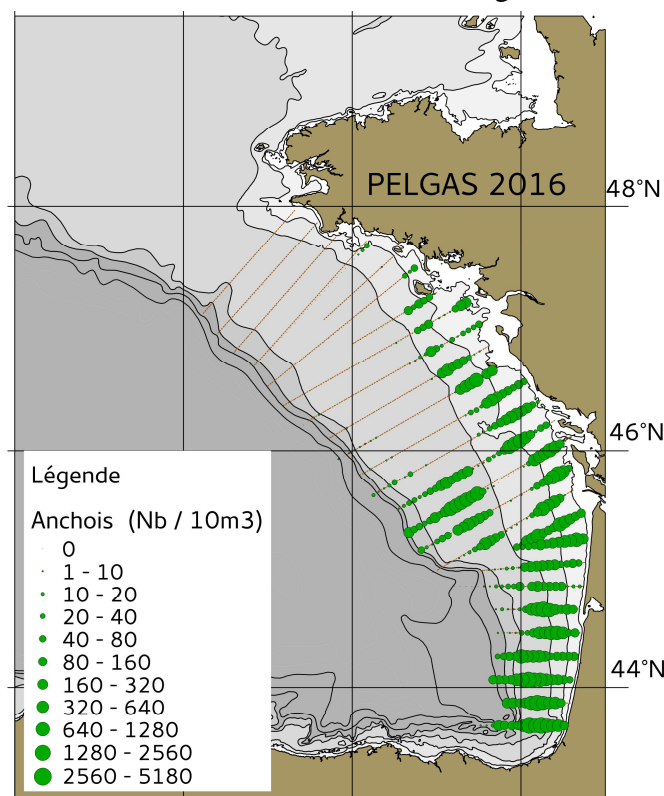 PELGAS 2016
48°N
46°N
44°N
Légende
Anchois (Nb / 10m3)
0
1 - 10
10 - 20
20 - 40
40 - 80
80 - 160
160 - 320
320 - 640
640 - 1280
1280 - 2560
2560 - 5180